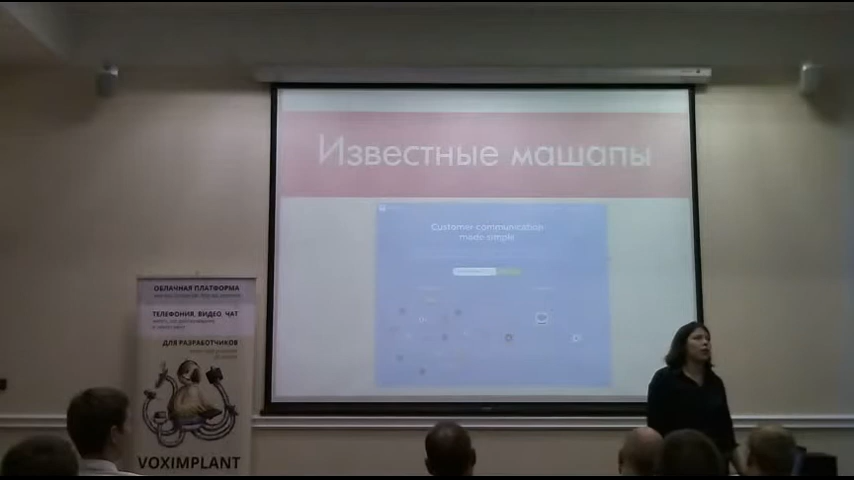 Известные машапы
Customer communication
made simple
ОБЛАЧНАЯ ПЛАТФОРМА
ТЕЛЕФОНИЯ, ВИДЕО, ЧАТ
ДЛЯ РАЗРАБОТЧИКОВ
VOXIMPLANT